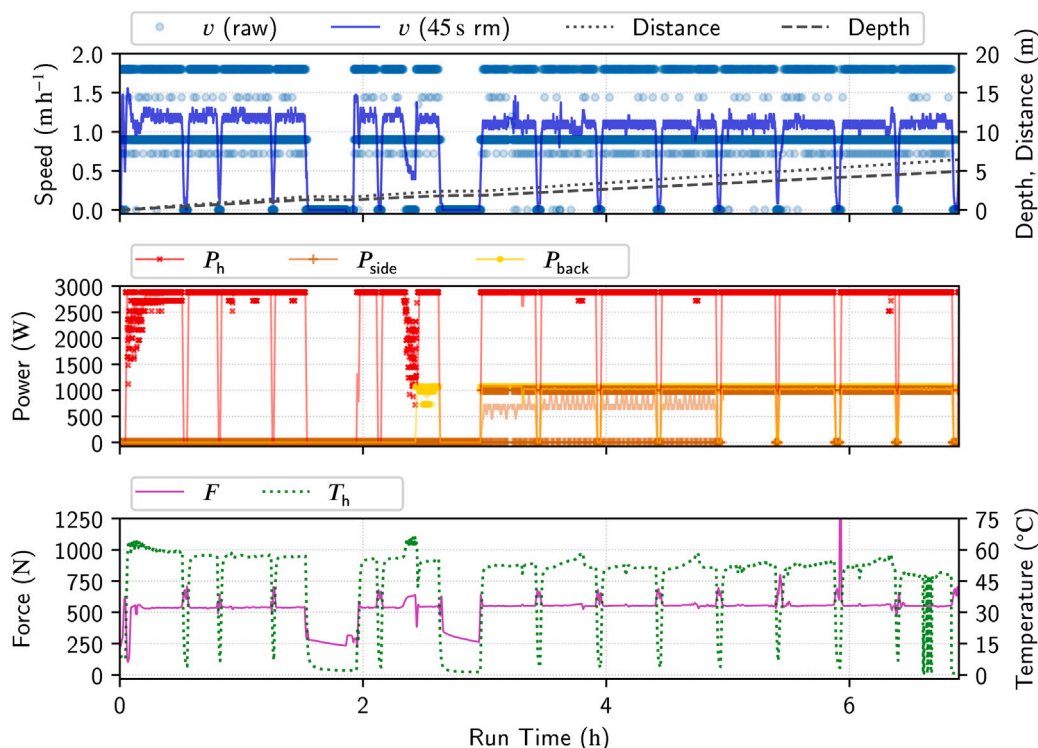 v (raw) v (45 s rm) Distance Depth
2.0 20
1.5 15
1.0 10
0.5 5
0.0 0
Speed (m h⁻¹)
Depth, Distance (m)
P_h P_side P_back
3000
2500
2000
1500
1000
500
0
Power (W)
F T_h
1250 75
1000 60
750 45
500 30
250 15
0 0
Force (N)
Temperature (°C)
0 2 4 6
Run Time (h)